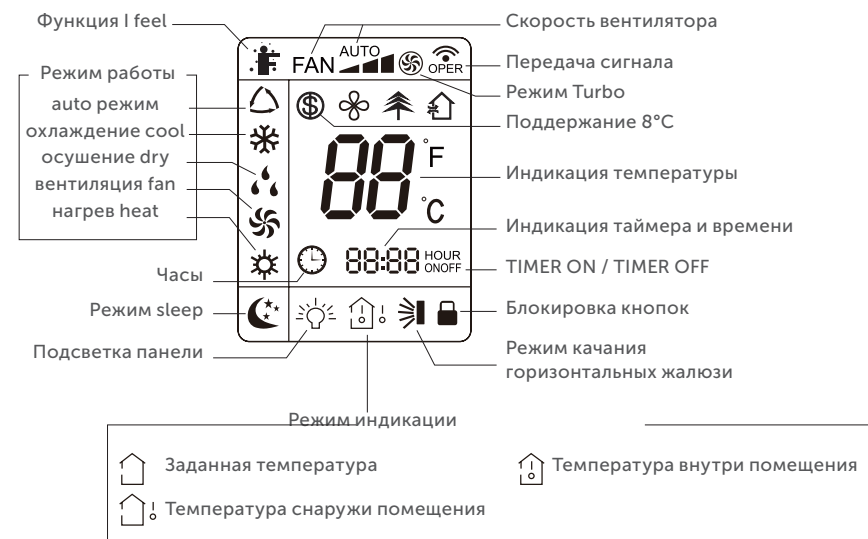 Функция I feel
Режим работы
auto режим
охлаждение cool
осушение dry
вентиляция fan
нагрев heat
Часы
Режим sleep
Подсветка панели
FAN AUTO OPER
88 °F
°C
88:88 HOUR
ONOFF
Скорость вентилятора
Передача сигнала
Режим Turbo
Поддержание 8°C
Индикация температуры
Индикация таймера и времени
TIMER ON / TIMER OFF
Блокировка кнопок
Режим качания
горизонтальных жалюзи
Режим индикации
Заданная температура
Температура внутри помещения
Температура снаружи помещения